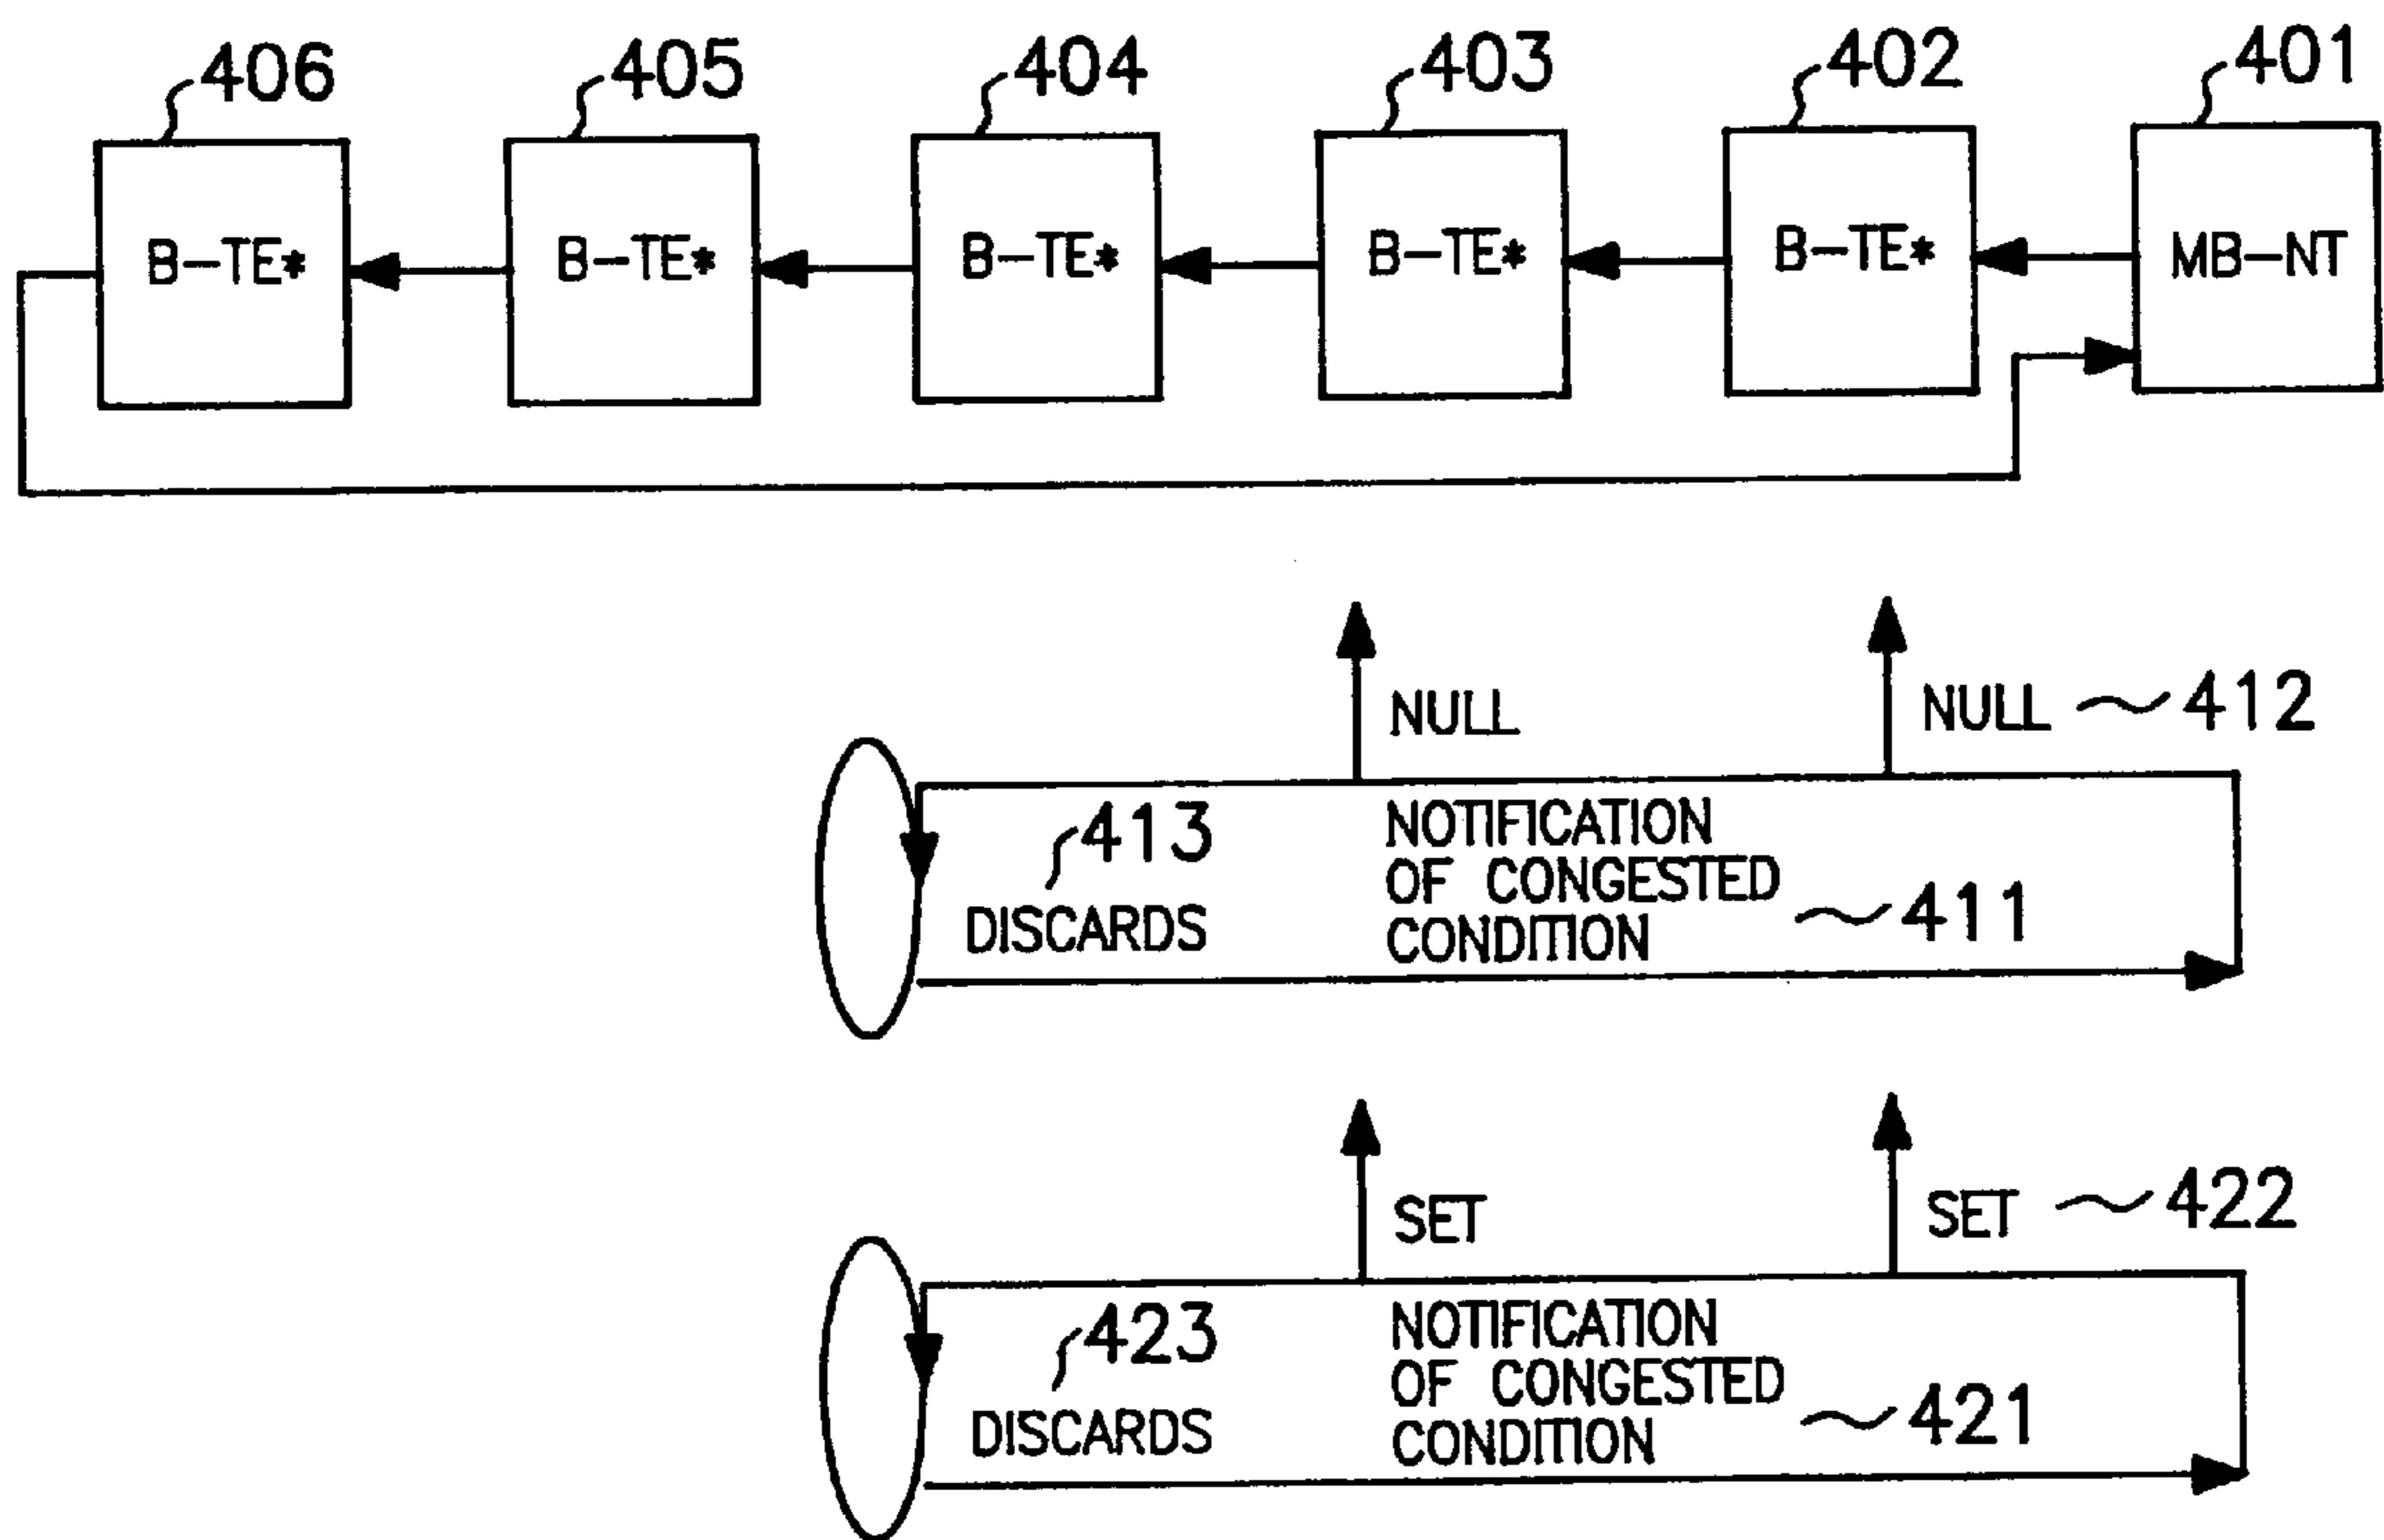 406 405 404 403 402 401
B-TE* B-TE* B-TE* B-TE* B-TE* MB-NT
NULL NULL 412
413 NOTIFICATION
OF CONGESTED
DISCARDS CONDITION 411
SET SET 422
423 NOTIFICATION
OF CONGESTED
DISCARDS CONDITION 421